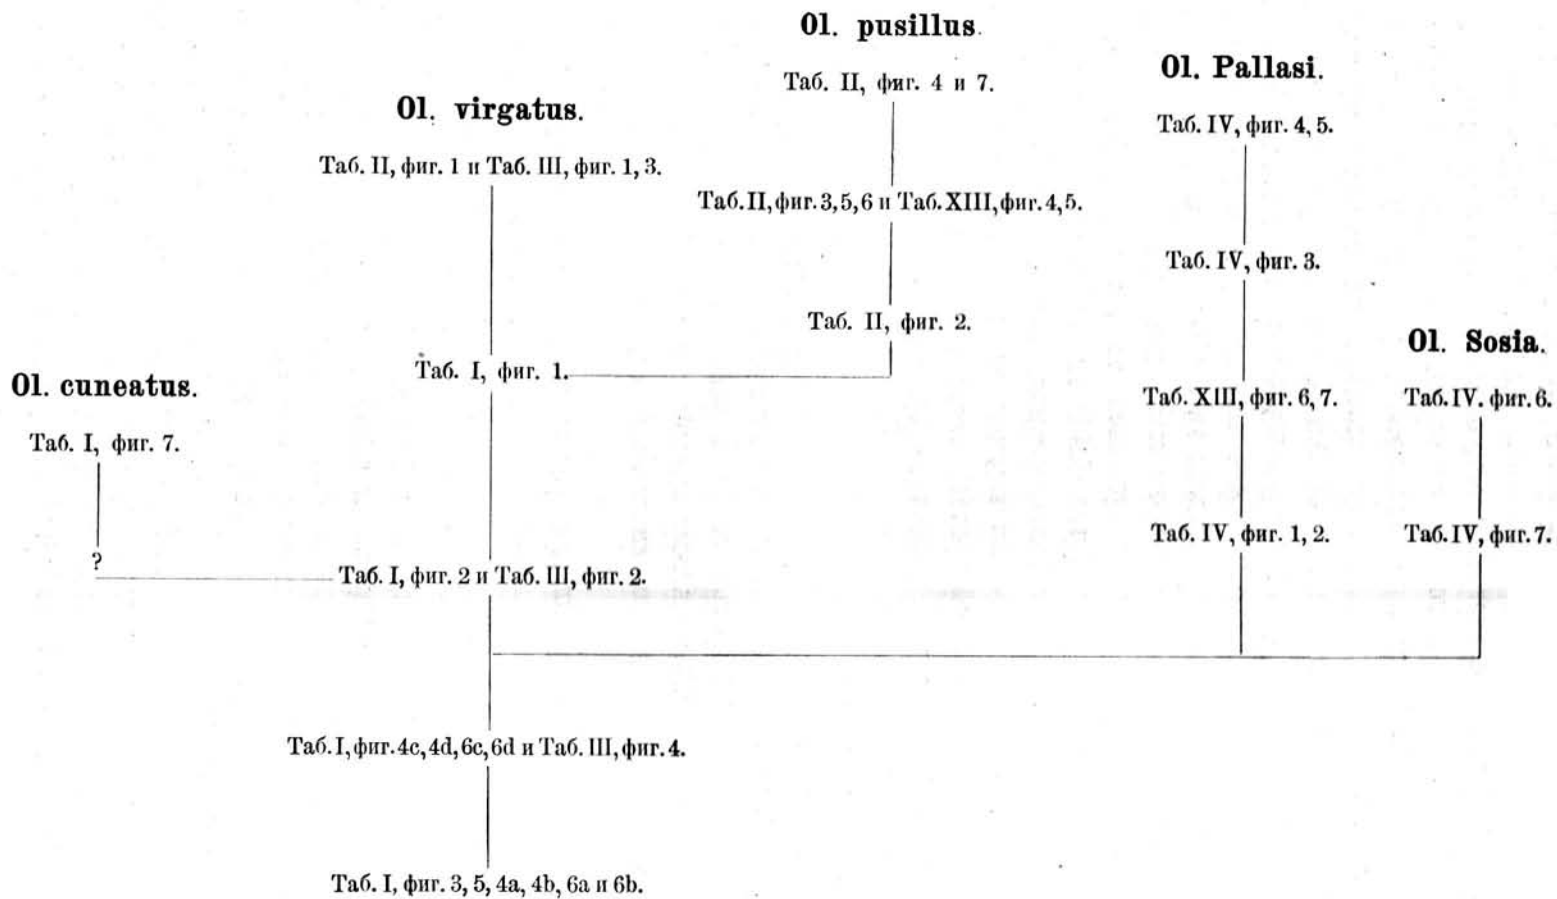 Ol. pusillus.
Таб. II, фиг. 4 и 7.
Ol. Pallasi.
Таб. IV, фиг. 4, 5.
Ol. virgatus.
Таб. II, фиг. 1 и Таб. III, фиг. 1, 3.
Таб. II, фиг. 3, 5, 6 и Таб. XIII, фиг. 4, 5.
Таб. IV, фиг. 3.
Таб. II, фиг. 2.
Ol. Sosia.
Таб. I, фиг. 1.
Ol. cuneatus.
Таб. XIII, фиг. 6, 7.
Таб. IV. фиг. 6.
Таб. I, фиг. 7.
Таб. IV, фиг. 1, 2.
Таб. IV, фиг. 7.
?
Таб. I, фиг. 2 и Таб. III, фиг. 2.
Таб. I, фиг. 4c, 4d, 6c, 6d и Таб. III, фиг. 4.
Таб. I, фиг. 3, 5, 4a, 4b, 6a и 6b.